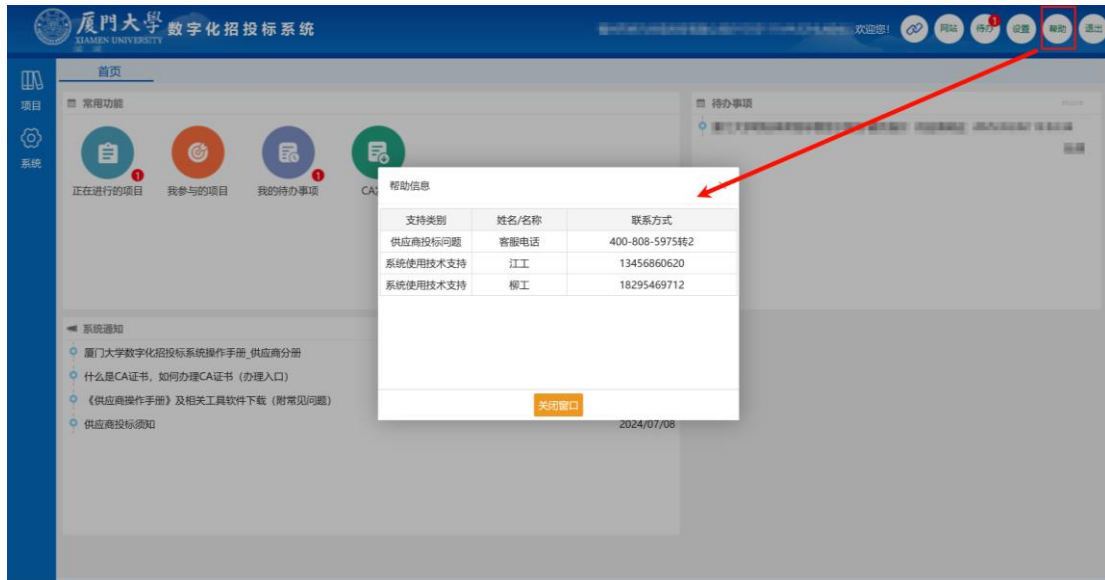 厦門大學 数字化招投标系统
XIAMEN UNIVERSITY
欢迎您! 网站 待办 1 设置 帮助 退出
首页
项目
系统
常用功能
1
1
正在进行的项目 我参与的项目 我的待办事项 CA
待办事项 more
帮助信息
支持类别 姓名/名称 联系方式
供应商投标问题 客服电话 400-808-5975转2
系统使用技术支持 江工 13456860620
系统使用技术支持 柳工 18295469712
关闭窗口
系统通知
厦门大学数字化招投标系统操作手册_供应商分册
什么是CA证书，如何办理CA证书（办理入口）
《供应商操作手册》及相关工具软件下载（附常见问题）
供应商投标须知 2024/07/08